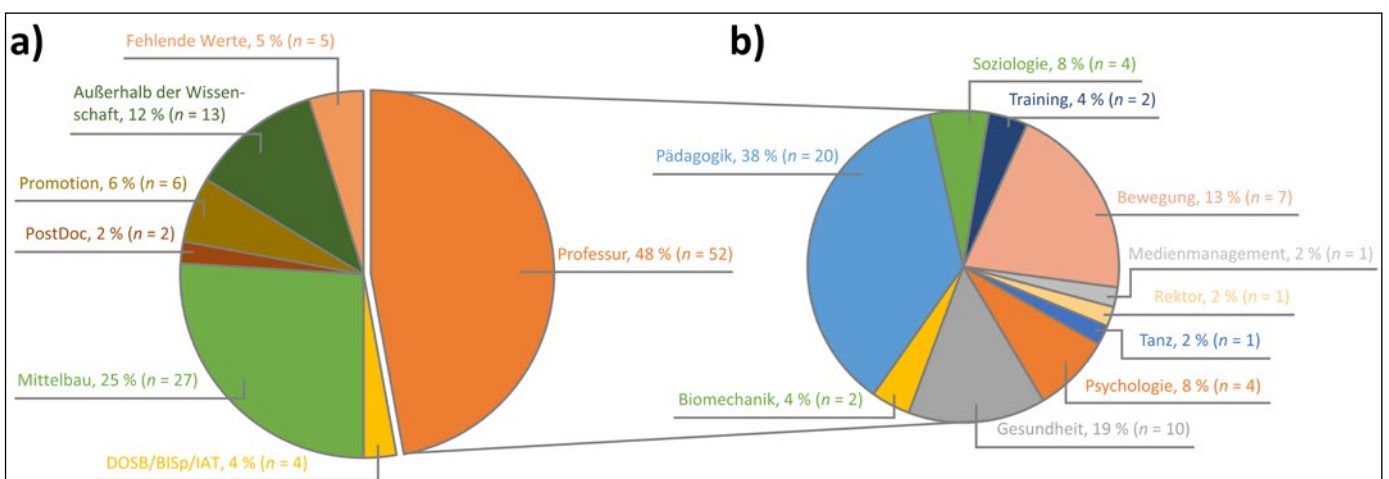 a)
Fehlende Werte, 5 % (n = 5)
Außerhalb der Wissen-
schaft, 12 % (n = 13)
Promotion, 6 % (n = 6)
PostDoc, 2 % (n = 2)
Professur, 48 % (n = 52)
Mittelbau, 25 % (n = 27)
DOSB/BISp/IAT, 4 % (n = 4)
b)
Soziologie, 8 % (n = 4)
Training, 4 % (n = 2)
Pädagogik, 38 % (n = 20)
Bewegung, 13 % (n = 7)
Medienmanagement, 2 % (n = 1)
Rektor, 2 % (n = 1)
Tanz, 2 % (n = 1)
Psychologie, 8 % (n = 4)
Biomechanik, 4 % (n = 2)
Gesundheit, 19 % (n = 10)